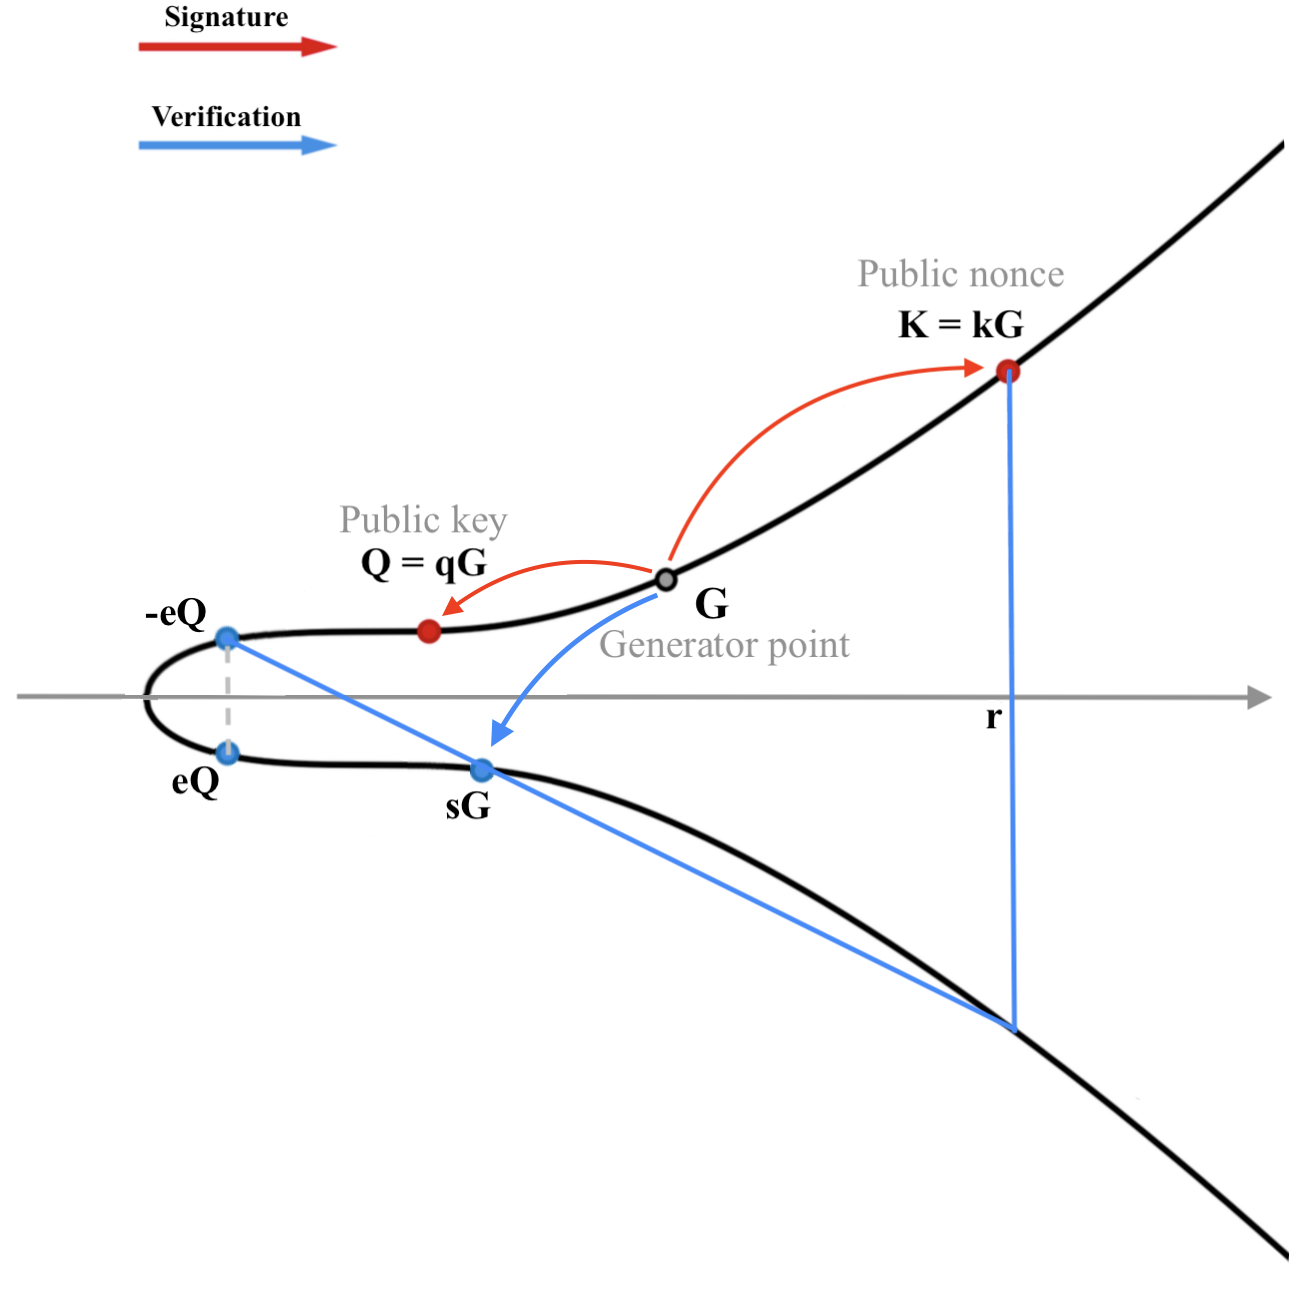 Signature
Verification
Public nonce
K = kG
Public key
Q = qG
G
Generator point
-eQ
r
eQ
sG